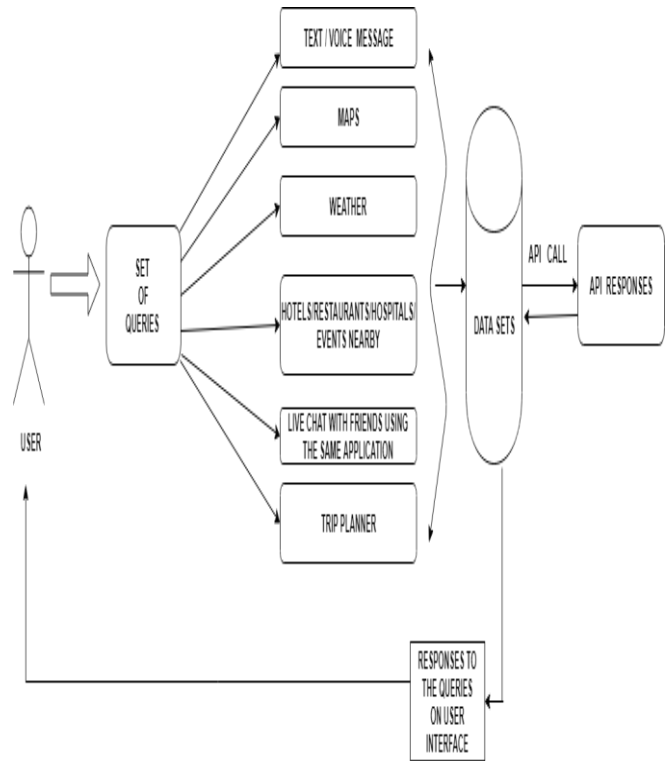 TEXT / VOICE MESSAGE
MAPS
WEATHER
SET
OF
QUERIES
HOTELS/RESTAURANTS/HOSPITALS/
EVENTS NEARBY
LIVE CHAT WITH FRIENDS USING
THE SAME APPLICATION
TRIP PLANNER
USER
DATA SETS
API CALL
API RESPONSES
RESPONSES TO
THE QUERIES
ON USER
INTERFACE